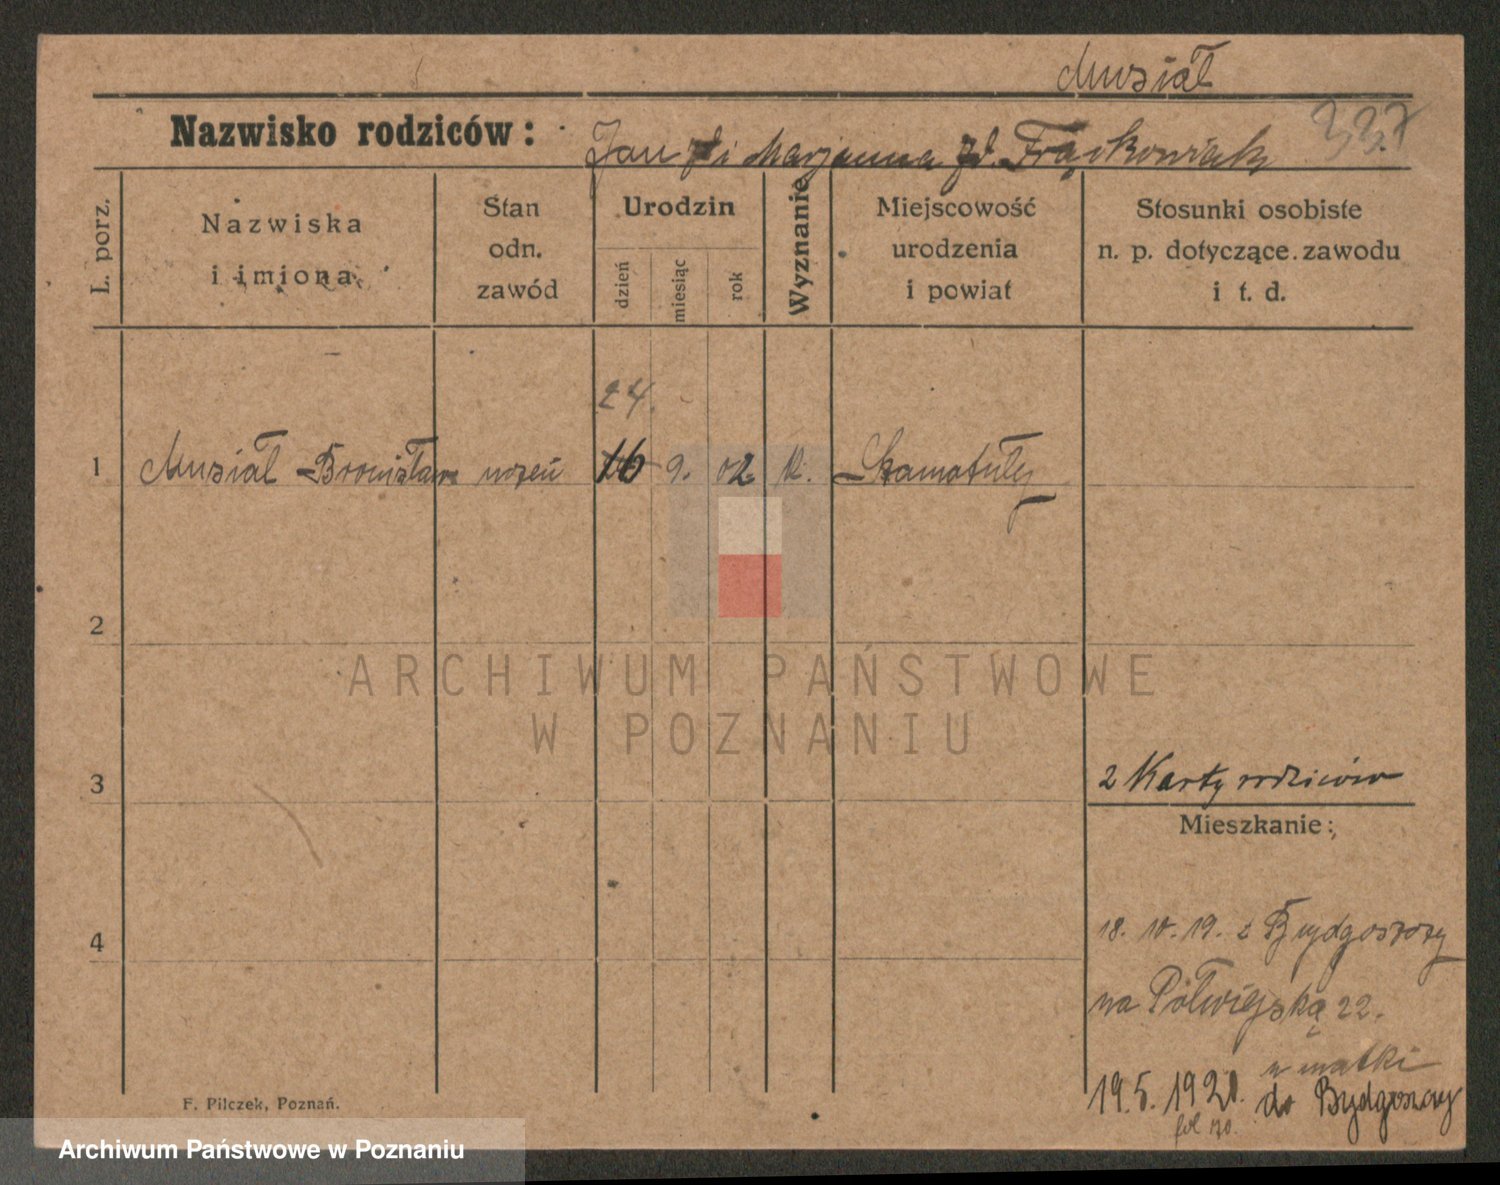 Musiał
Nazwisko rodziców: Jan i Marjanna zd. Frąckowiak
337
L. porz.
Nazwiska
i imiona
Stan
odn.
zawód
Urodzin
dzień
miesiąc
rok
Wyznanie
Miejscowość
urodzenia
i powiat
Stosunki osobiste
n. p. dotyczące zawodu
i t. d.
24.
1 Musiał Bronisław uczeń 16 9. 02. k. Szamotuły
2
ARCHIWUM PAŃSTWOWE
W POZNANIU
3
2 Karty rodziców
Mieszkanie:
4
18. 10. 19. z Bydgoszczy
na Półwiejską 22.
u matki
19.5. 1921. do Bydgoszczy
F. Pilczek, Poznań.
Archiwum Państwowe w Poznaniu